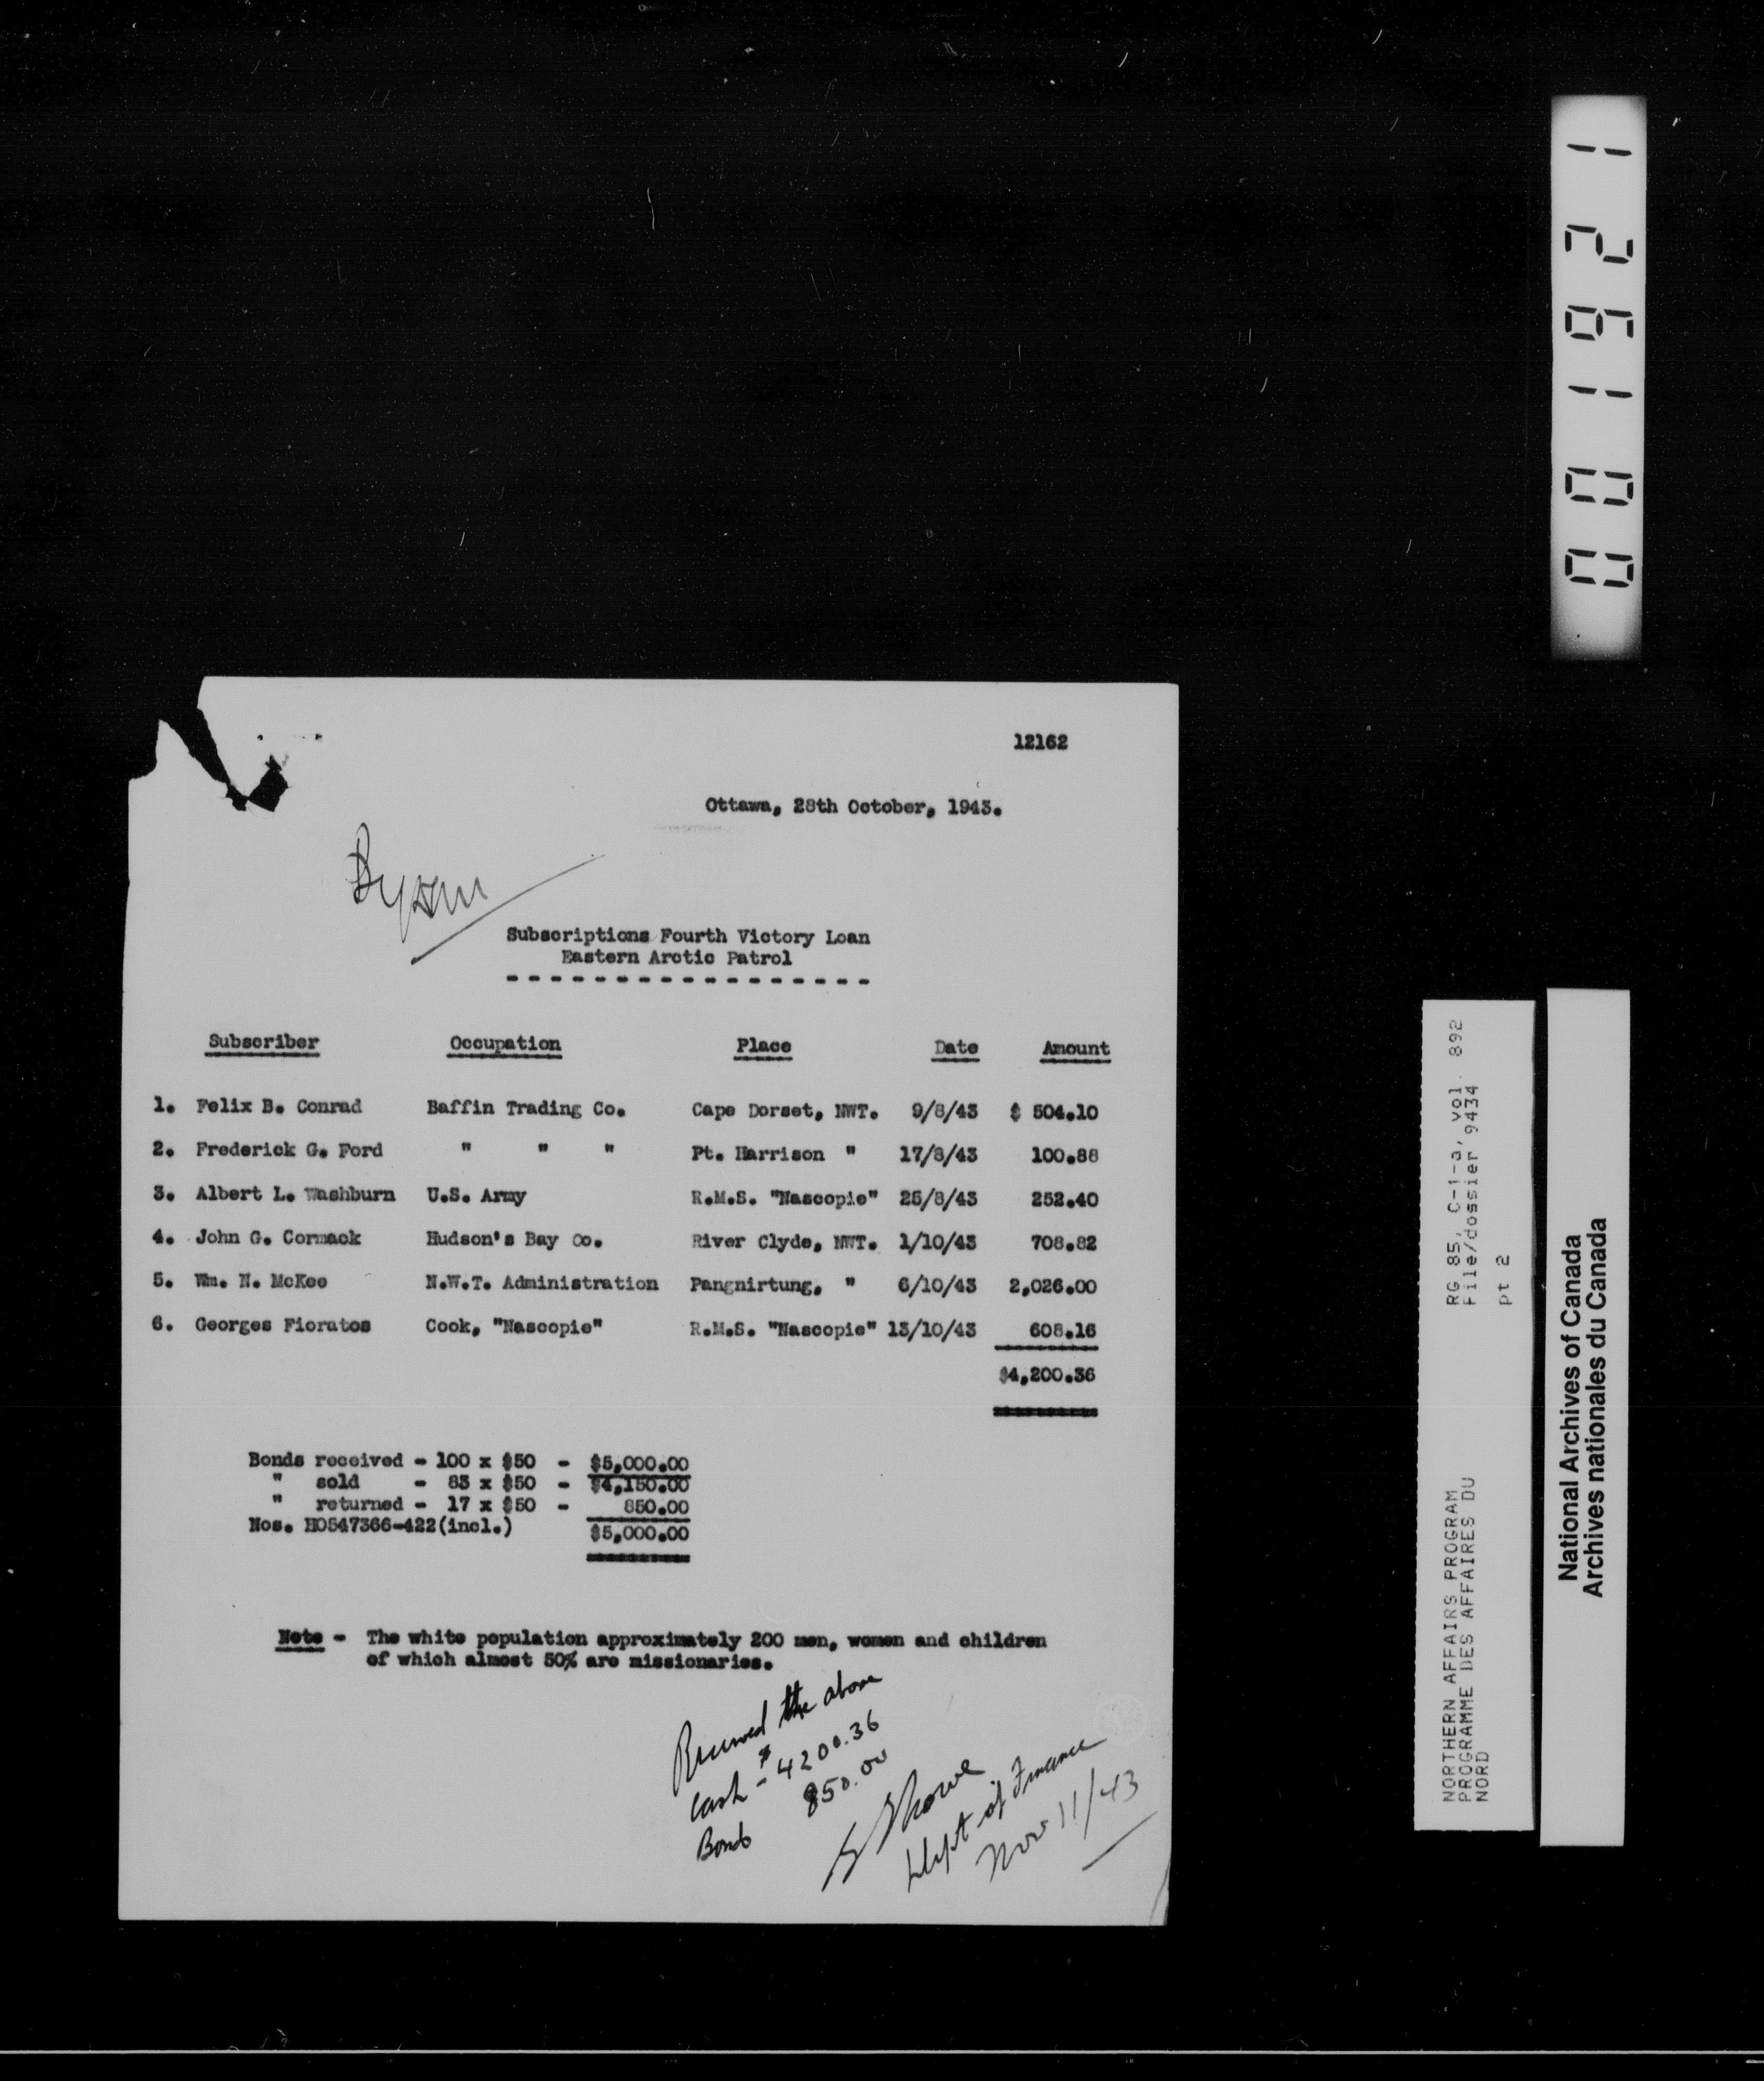 12162
Ottawa, 28th October, 1943.
Subscriptions Fourth Victory Loan
Eastern Arctic Patrol
- - - - - - - - - - - - - - - - -
Subscriber Occupation Place Date Amount
1. Felix B. Conrad Baffin Trading Co. Cape Dorset, NWT. 9/8/43 $ 504.10
2. Frederick G. Ford " " " Pt. Harrison " 17/8/43 100.88
3. Albert L. Washburn U.S. Army R.M.S. "Nascopie" 25/8/43 252.40
4. John G. Cormack Hudson's Bay Co. River Clyde, NWT. 1/10/43 708.82
5. Wm. N. McKee N.W.T. Administration Pangnirtung, " 6/10/43 2,026.00
6. Georges Fioratos Cook, "Nascopie" R.M.S. "Nascopie" 13/10/43 608.16
$4,200.36
Bonds received - 100 x $50 - $5,000.00
" sold - 83 x $50 - $4,150.00
" returned - 17 x $50 - 850.00
Nos. HO547366-422(incl.) $5,000.00
Note - The white population approximately 200 men, women and children
of which almost 50% are missionaries.
Received the above
Cash - $4200.36
Bonds 850.00
Dept of Finance
Nov 11/43
001921
RG 85, C-1-a, vol. 892
File/dossier 9434
pt 2
NORTHERN AFFAIRS PROGRAM
PROGRAMME DES AFFAIRES DU
NORD
National Archives of Canada
Archives nationales du Canada